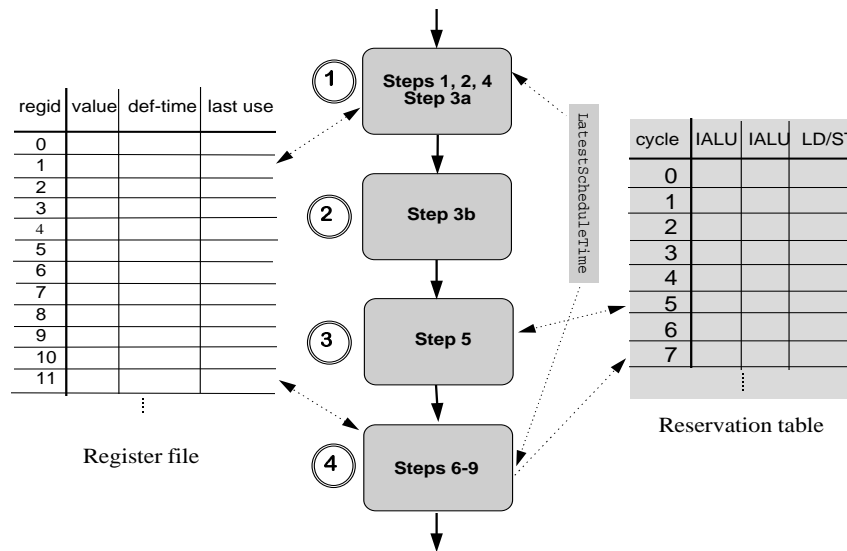 1
Steps 1, 2, 4
Step 3a
regid value def-time last use
0
1
2
3
4
5
6
7
8
9
10
11
Register file
2
Step 3b
3
Step 5
4
Steps 6-9
LatestScheduleTime
cycle IALU IALU LD/ST
0
1
2
3
4
5
6
7
Reservation table